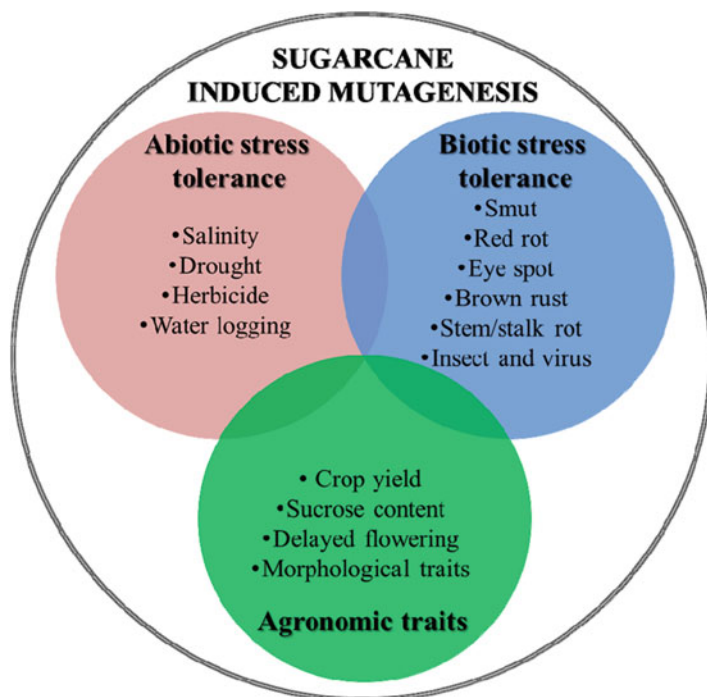 SUGARCANE
INDUCED MUTAGENESIS
Abiotic stress
tolerance
•Salinity
•Drought
•Herbicide
•Water logging
Biotic stress
tolerance
•Smut
•Red rot
•Eye spot
•Brown rust
•Stem/stalk rot
•Insect and virus
• Crop yield
•Sucrose content
•Delayed flowering
•Morphological traits
Agronomic traits